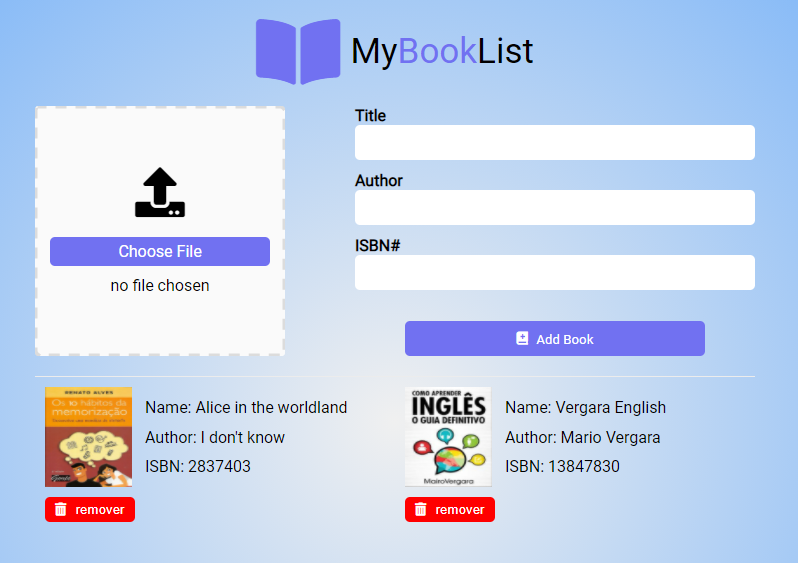 MyBookList
Title
Author
ISBN#
Choose File
no file chosen
Add Book
RENATO ALVES
Os 10 hábitos da
memorização
Name: Alice in the worldland
Author: I don't know
ISBN: 2837403
remover
COMO APRENDER
INGLÊS
O GUIA DEFINITIVO
MairoVergara
Name: Vergara English
Author: Mario Vergara
ISBN: 13847830
remover